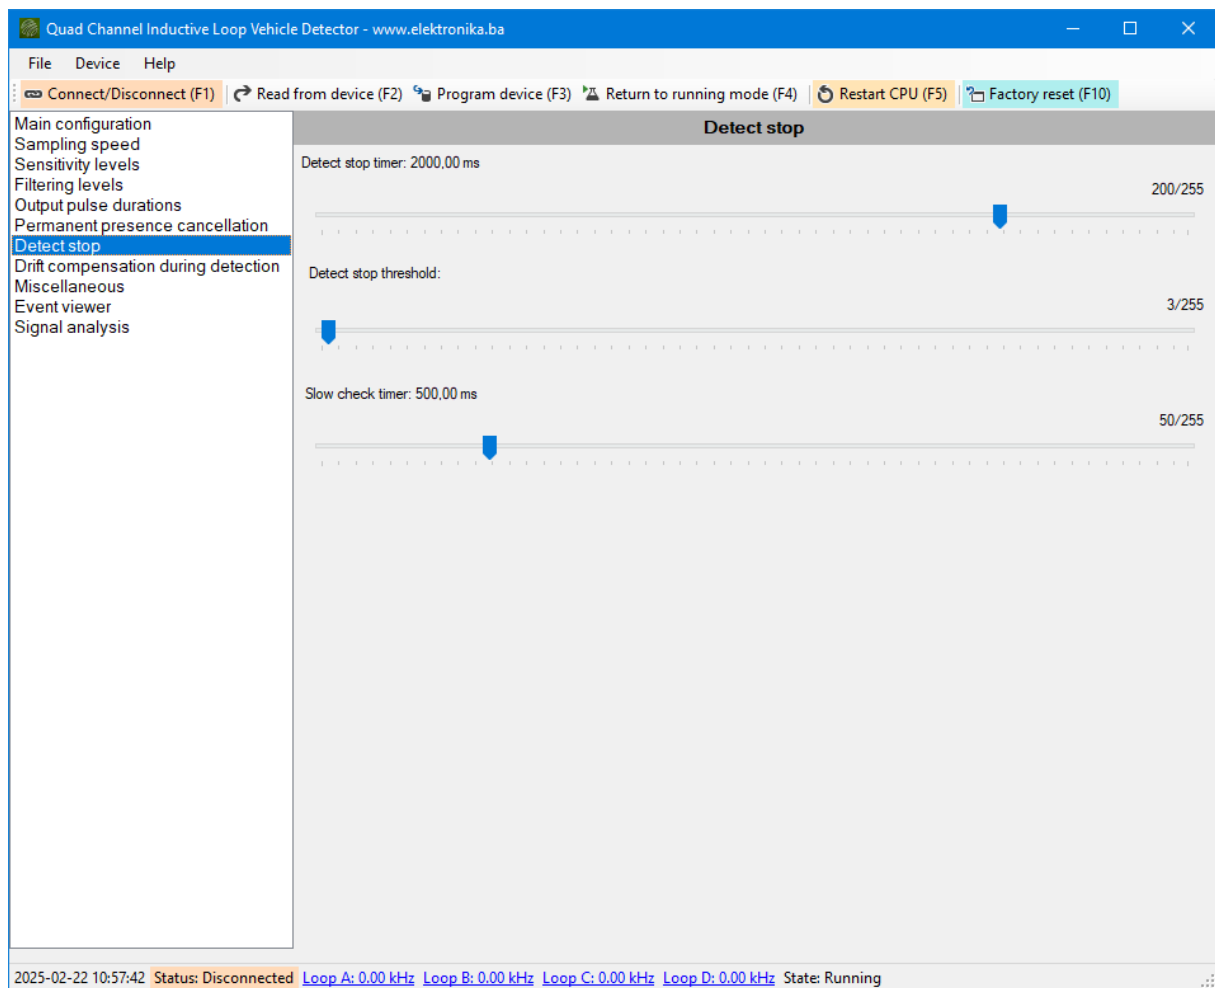 Quad Channel Inductive Loop Vehicle Detector - www.elektronika.ba
File Device Help
Connect/Disconnect (F1) Read from device (F2) Program device (F3) Return to running mode (F4) Restart CPU (F5) Factory reset (F10)
Main configuration
Sampling speed
Sensitivity levels
Filtering levels
Output pulse durations
Permanent presence cancellation
Detect stop
Drift compensation during detection
Miscellaneous
Event viewer
Signal analysis
Detect stop
Detect stop timer: 2000,00 ms
200/255
Detect stop threshold:
3/255
Slow check timer: 500,00 ms
50/255
2025-02-22 10:57:42 Status: Disconnected Loop A: 0.00 kHz Loop B: 0.00 kHz Loop C: 0.00 kHz Loop D: 0.00 kHz State: Running